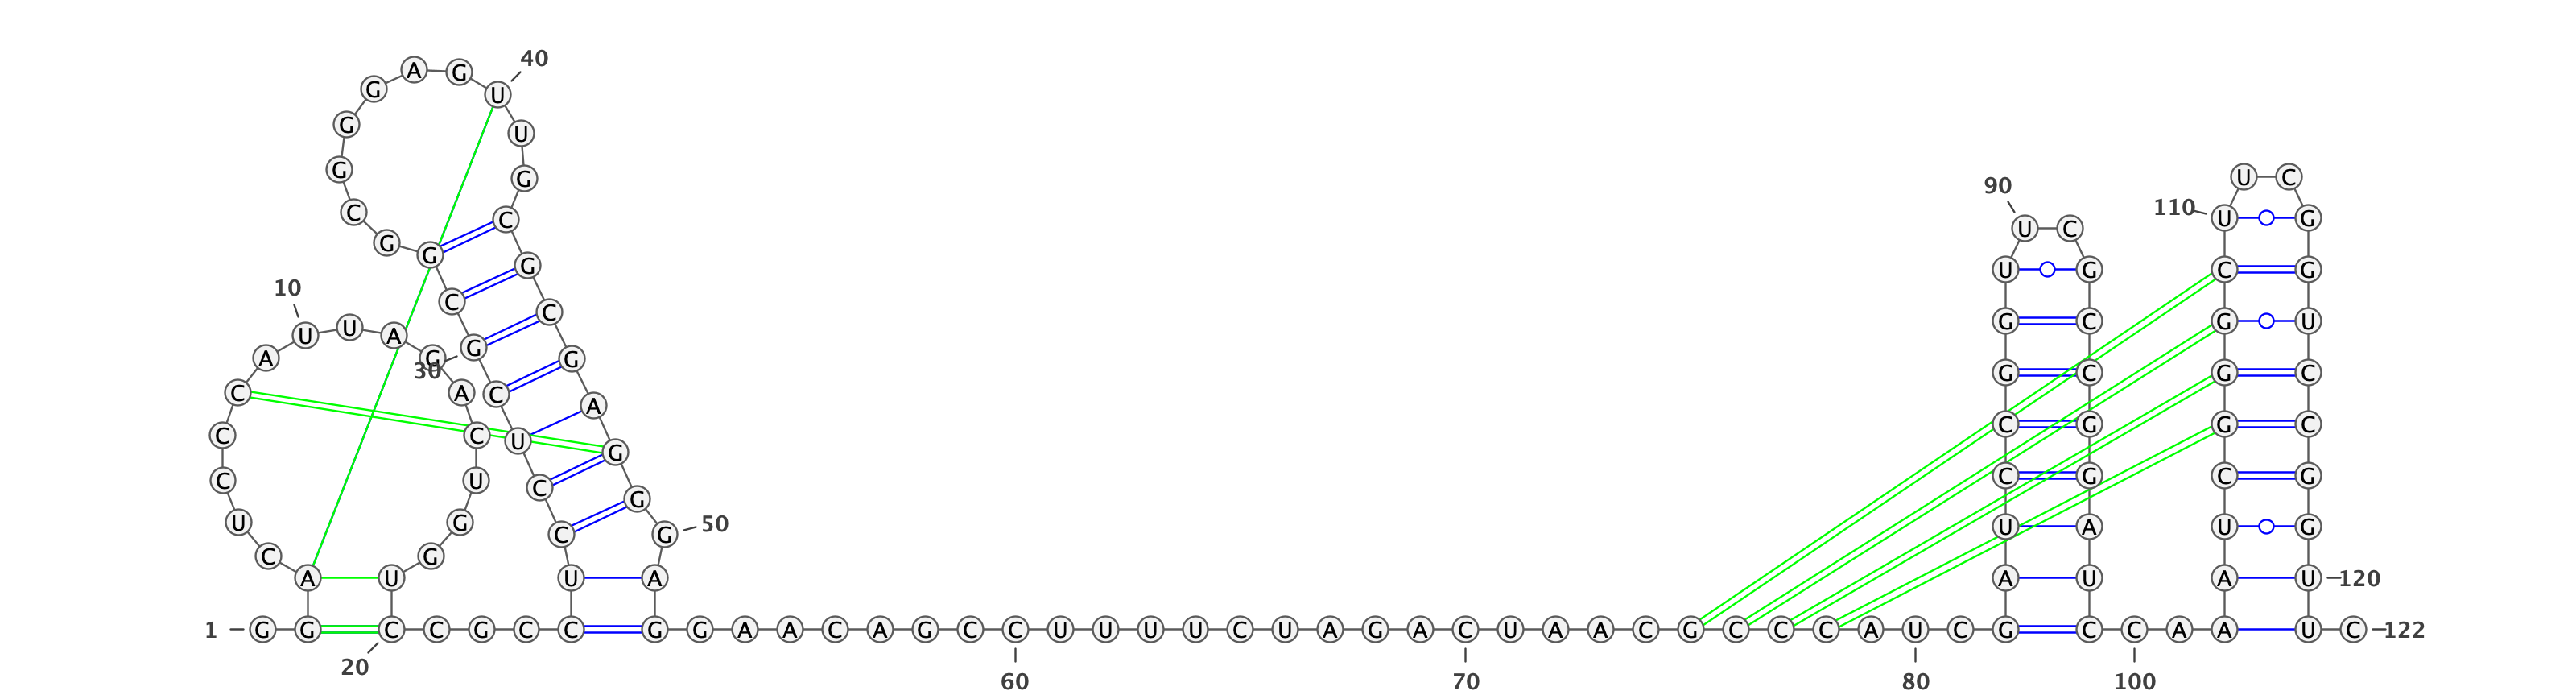 1
G G A C U C C C A U
10
U A G A C U G G U C
20
C G C C U C C U C G
30
C G G C G G G A G U
40
U G C G C G A G G G
50
A G G A A C A G C C
60
U U U U C U A G A C
70
U A A C G C C C A U
80
C G A U C C G G U U
90
C G C C G G A U C C
100
A A A U C G G G C U
110
U C G G U C C G G U
120
U C
122